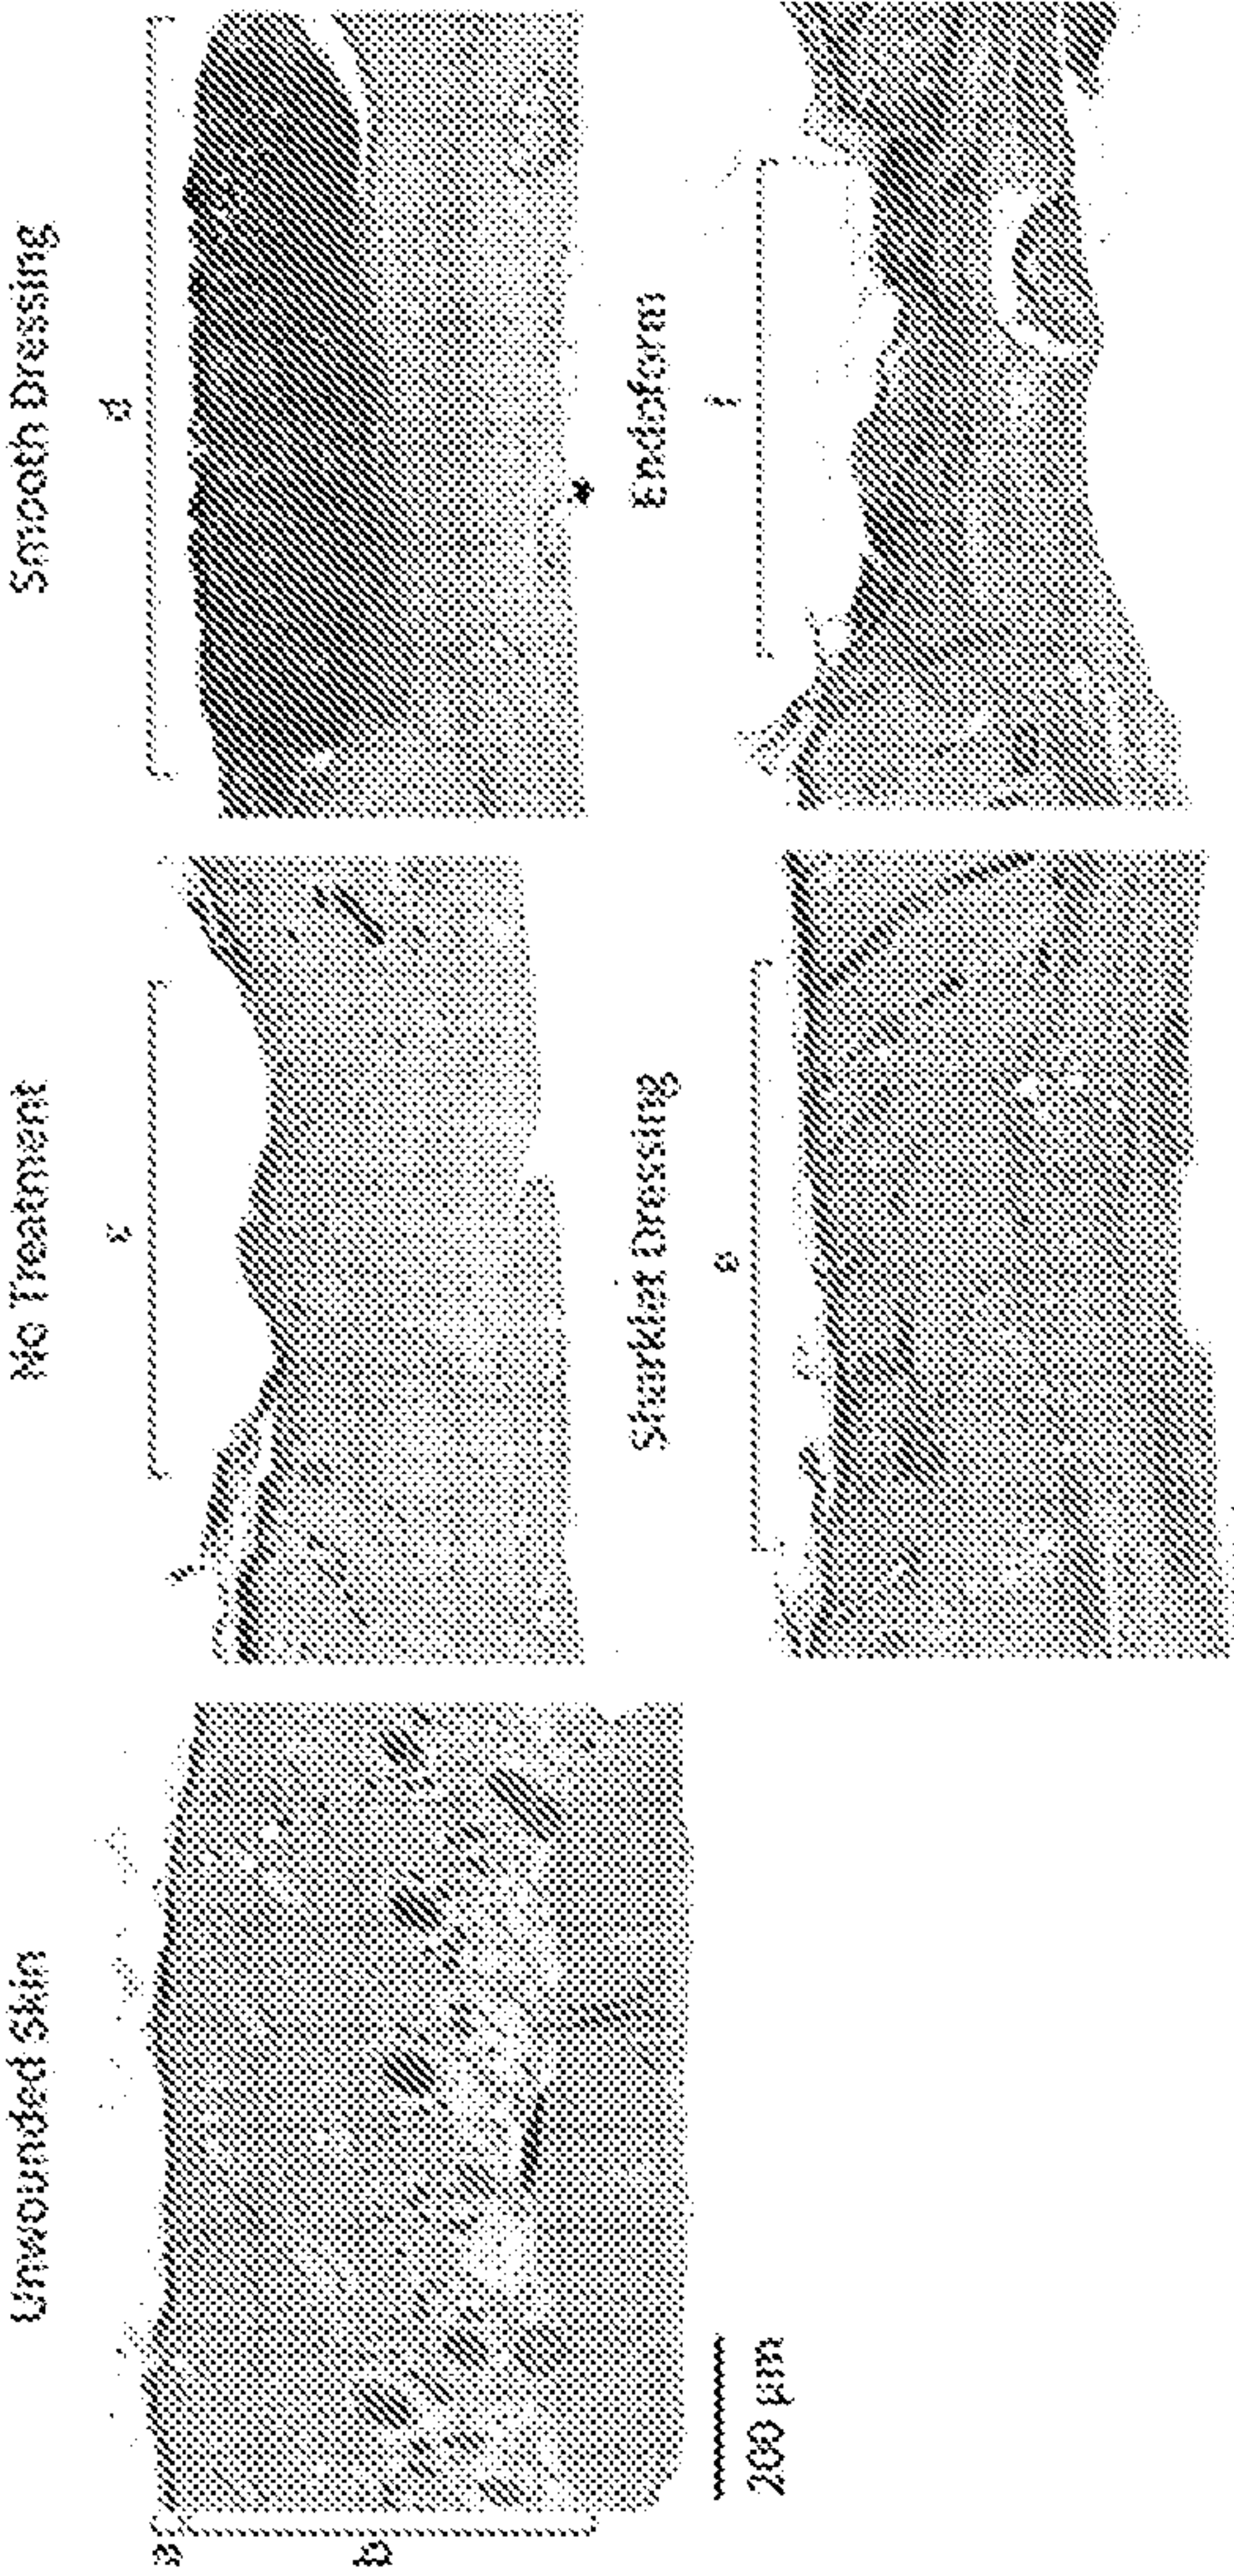 Unwounded Skin
No Treatment
Smooth Dressing
a
b
c
d
200 µm
Sharklet Dressing
Endoform
e
f
*